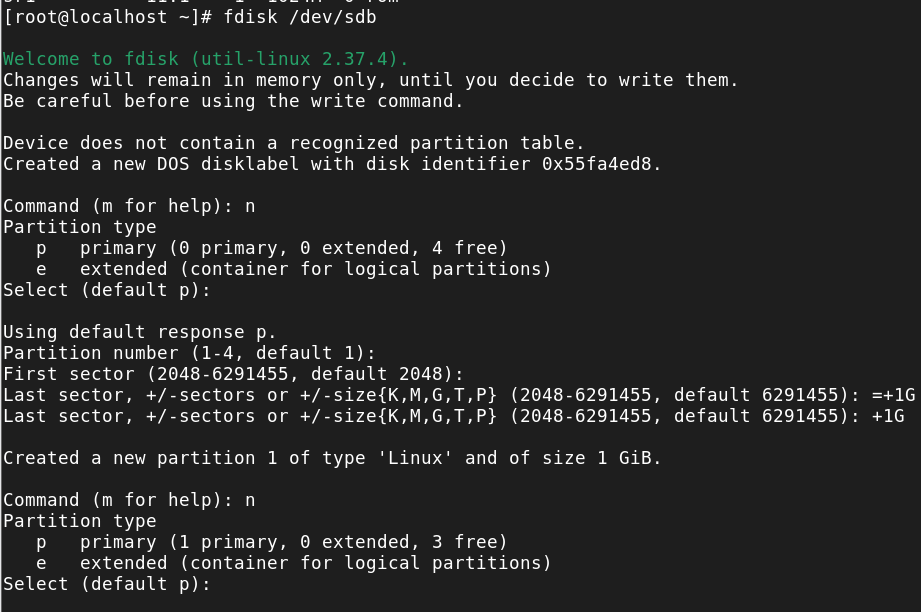 [root@localhost ~]# fdisk /dev/sdb
Welcome to fdisk (util-linux 2.37.4).
Changes will remain in memory only, until you decide to write them.
Be careful before using the write command.
Device does not contain a recognized partition table.
Created a new DOS disklabel with disk identifier 0x55fa4ed8.
Command (m for help): n
Partition type
   p   primary (0 primary, 0 extended, 4 free)
   e   extended (container for logical partitions)
Select (default p):
Using default response p.
Partition number (1-4, default 1):
First sector (2048-6291455, default 2048):
Last sector, +/-sectors or +/-size{K,M,G,T,P} (2048-6291455, default 6291455): =+1G
Last sector, +/-sectors or +/-size{K,M,G,T,P} (2048-6291455, default 6291455): +1G
Created a new partition 1 of type 'Linux' and of size 1 GiB.
Command (m for help): n
Partition type
   p   primary (1 primary, 0 extended, 3 free)
   e   extended (container for logical partitions)
Select (default p):